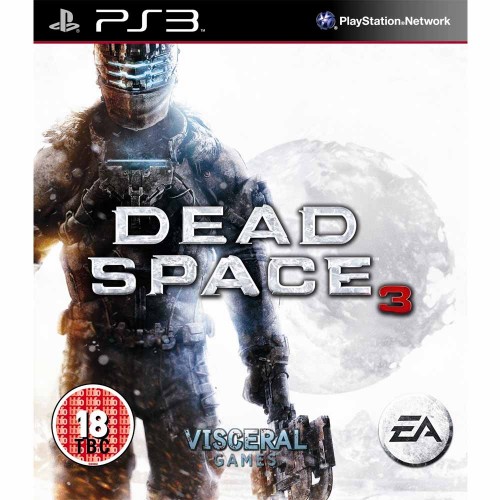 PS3
PlayStation®Network
DEAD
SPACE 3
18
TBC
VISCERAL
GAMES
EA